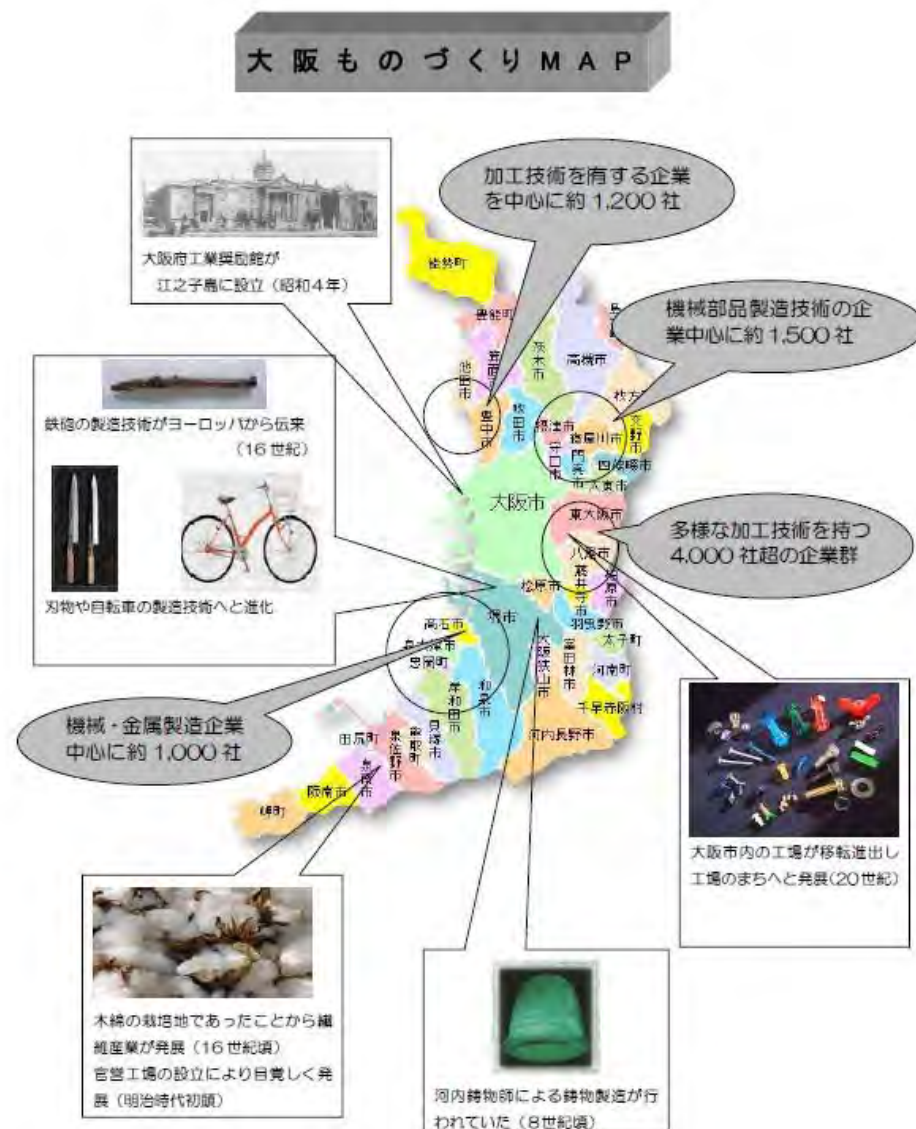 大阪ものづくりMAP
大阪府工業奨励館が
江之子島に設立（昭和4年）
加工技術を有する企業
を中心に約1,200社
機械部品製造技術の企
業中心に約1,500社
鉄砲の製造技術がヨーロッパから伝来
（16世紀）
刃物や自転車の製造技術へと進化
多様な加工技術を持つ
4,000社超の企業群
機械・金属製造企業
中心に約1,000社
能勢町
豊能町
池田市
箕面市
茨木市
高槻市
豊中市
吹田市
摂津市
守口市
枚方
交野市
寝屋川市
門真市
四條畷市
大東市
大阪市
東大阪市
八尾市
松原市
藤井寺市
柏原市
羽曳野市
太子町
堺市
高石市
泉大津市
忠岡町
岸和田市
和泉市
大阪狭山市
富田林市
河南町
千早赤阪村
河内長野市
貝塚市
熊取町
泉佐野市
田尻町
泉南市
阪南市
岬町
大阪市内の工場が移転進出し
工場のまちへと発展（20世紀）
木綿の栽培地であったことから繊
維産業が発展（16世紀頃）
官営工場の設立により目覚しく発
展（明治時代初頭）
河内鋳物師による鋳物製造が行
われていた（8世紀頃）